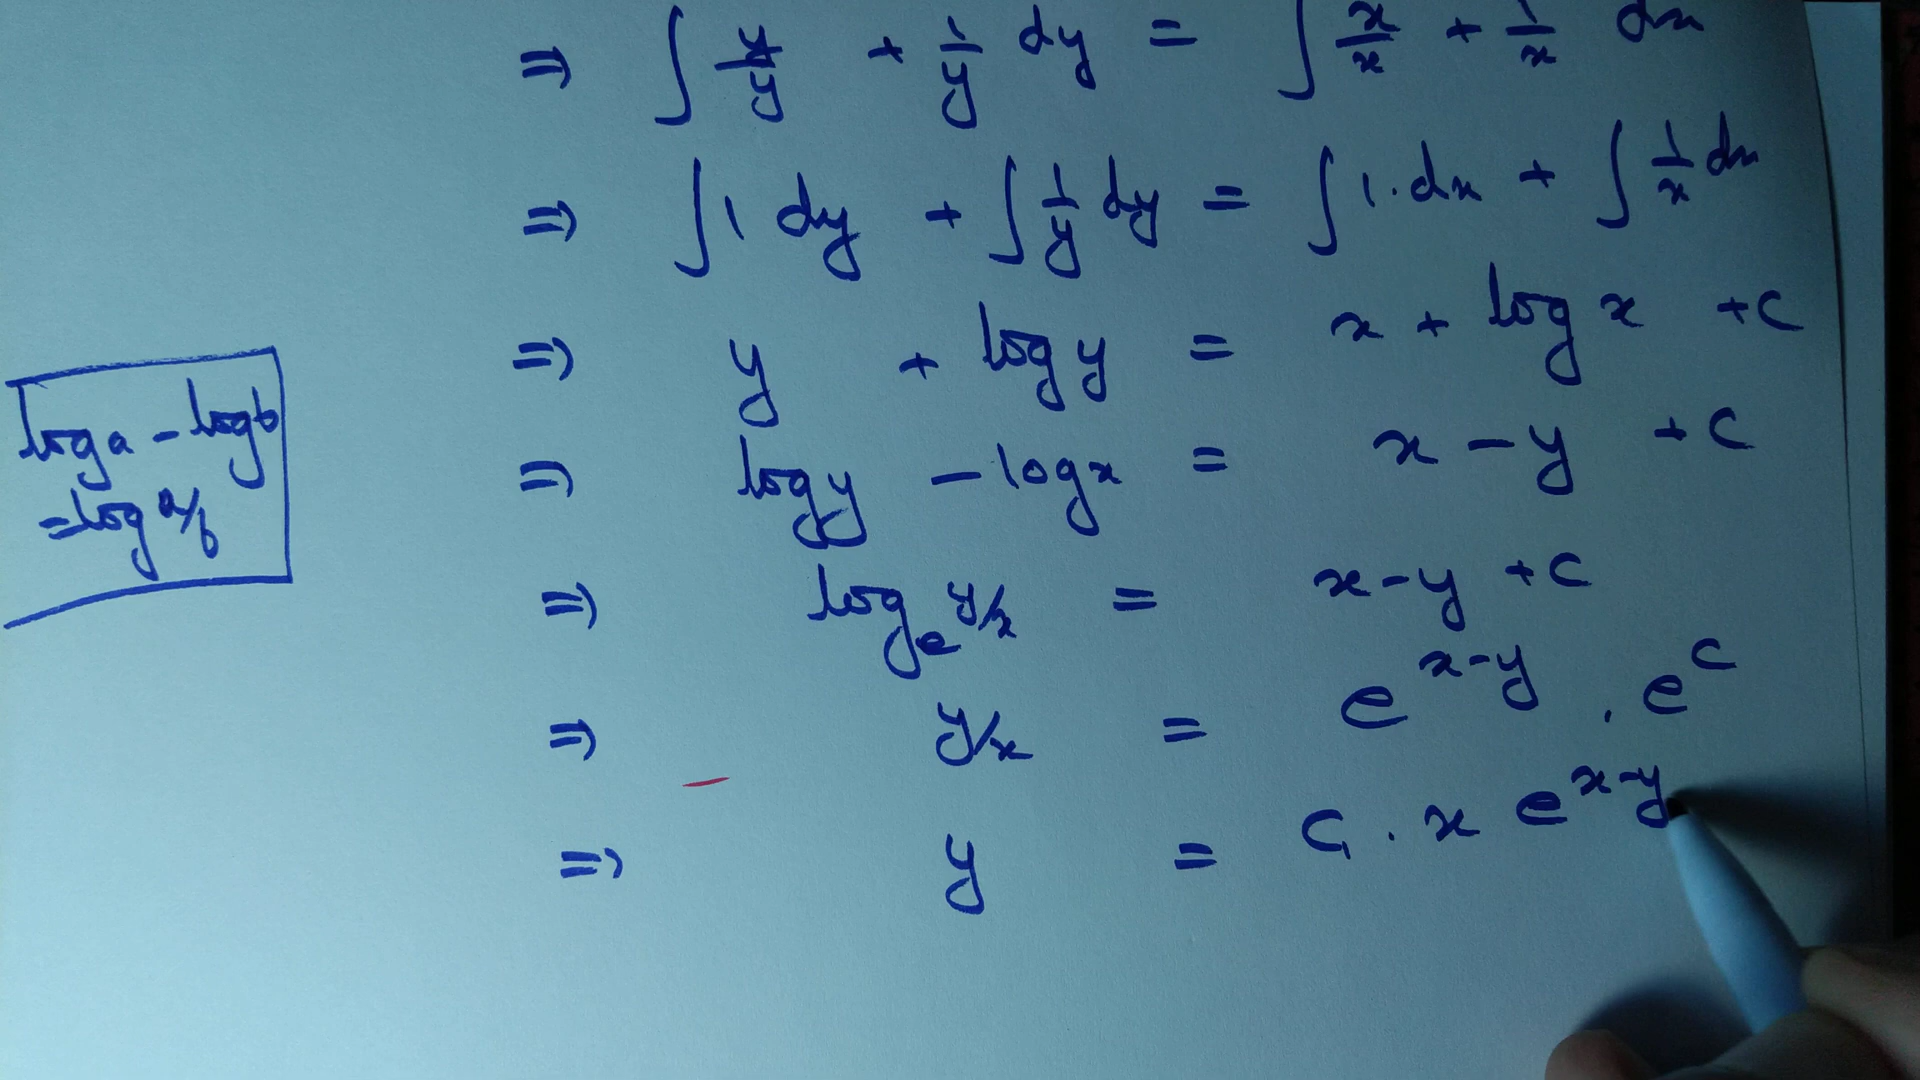 ⇒ ∫ y/y + 1/y dy = ∫ x/x + 1/x dx
⇒ ∫ 1 dy + ∫ 1/y dy = ∫ 1. dx + ∫ 1/x dx
⇒ y + log y = x + log x + c
⇒ log y - log x = x - y + c
log a - log b
= log a/b
⇒ logₑ y/x = x - y + c
⇒ y/x = e^(x-y) . e^c
⇒ y = C₁ . x e^(x-y)